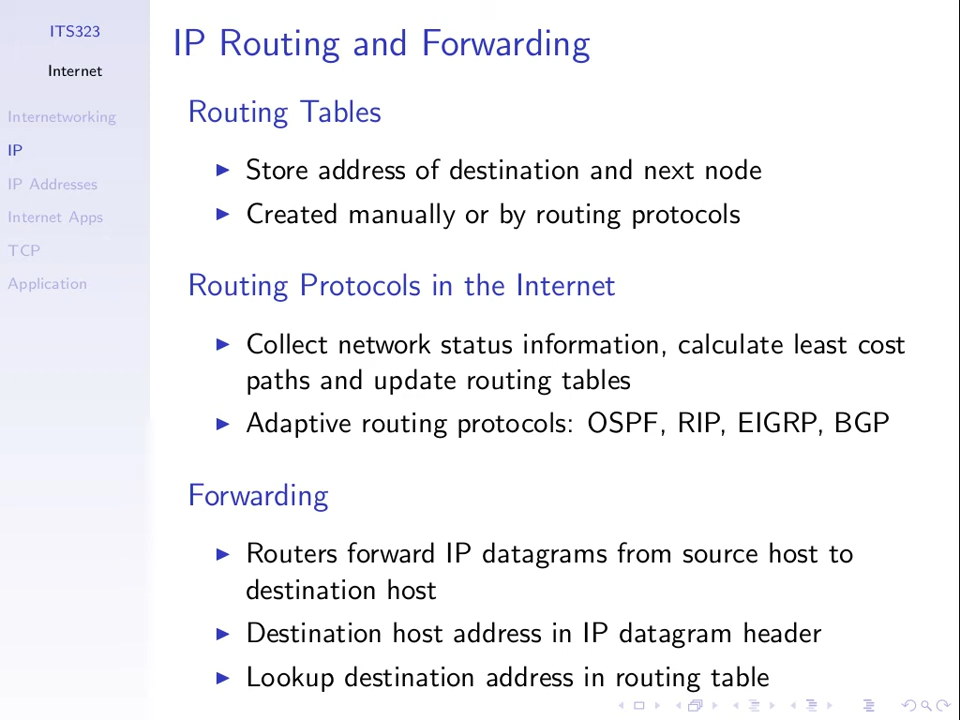 ITS323
Internet
Internetworking
IP
IP Addresses
Internet Apps
TCP
Application
IP Routing and Forwarding
Routing Tables
Store address of destination and next node
Created manually or by routing protocols
Routing Protocols in the Internet
Collect network status information, calculate least cost
paths and update routing tables
Adaptive routing protocols: OSPF, RIP, EIGRP, BGP
Forwarding
Routers forward IP datagrams from source host to
destination host
Destination host address in IP datagram header
Lookup destination address in routing table